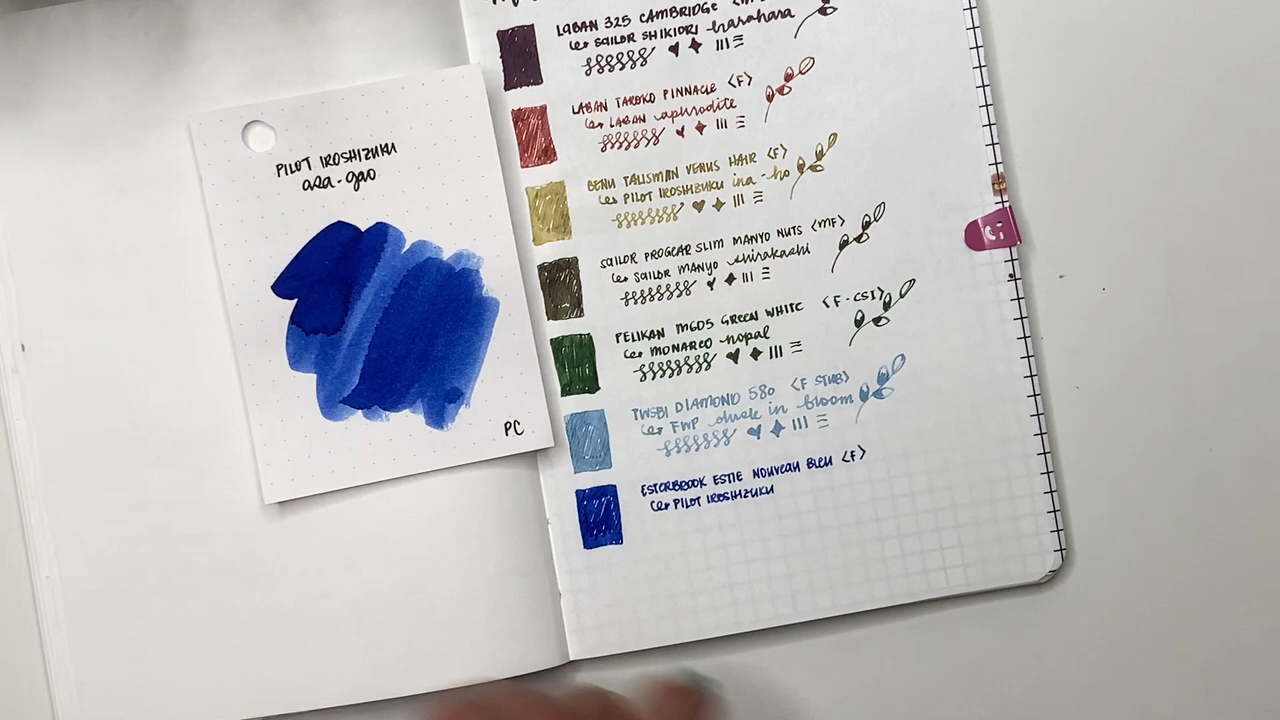 PILOT IROSHIZUKU
asa-gao
PC
LABAN 325 CAMBRIDGE
↳ SAILOR SHIKIORI harahara
LABAN TAROKO PINNACLE <F>
↳ LABAN aphrodite
BENU TALISMAN VENUS HAIR <F>
↳ PILOT IROSHIZUKU ina-ho
SAILOR PROGEAR SLIM MANYO NUTS <MF>
↳ SAILOR MANYO shirakashi
PELIKAN M605 GREEN WHITE <F-CSI>
↳ MONARCO nopal
TWSBI DIAMOND 580 <F STUB>
↳ FWP dusk in bloom
ESTERBROOK ESTIE NOUVEAU BLEU <F>
↳ PILOT IROSHIZUKU